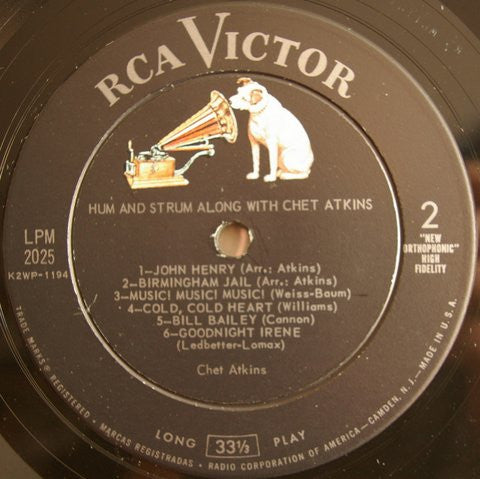 RCA VICTOR
HUM AND STRUM ALONG WITH CHET ATKINS
LPM
2025
K2WP-1194
2
"NEW
ORTHOPHONIC"
HIGH
FIDELITY
1—JOHN HENRY (Arr.: Atkins)
2—BIRMINGHAM JAIL (Arr.: Atkins)
3—MUSIC! MUSIC! MUSIC! (Weiss-Baum)
4—COLD, COLD HEART (Williams)
5—BILL BAILEY (Cannon)
6—GOODNIGHT IRENE
(Ledbetter-Lomax)
Chet Atkins
LONG 33⅓ PLAY
TRADE MARKS ® REGISTERED • MARCAS REGISTRADAS • RADIO CORPORATION OF AMERICA—CAMDEN, N.J.—MADE IN U.S.A.